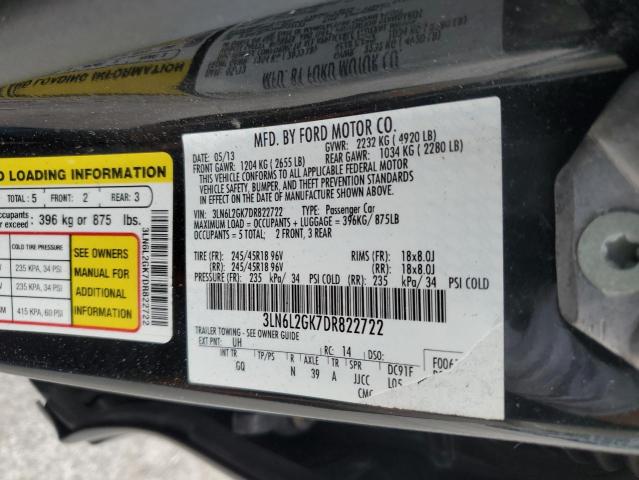 MFD. BY FORD MOTOR CO.
05/13 GVWR: 2232 KG ( 4920 LB)
FRONT GAWR: 1204 KG ( 2655 LB) REAR GAWR: 1034 KG ( 2280 LB)
THIS VEHICLE CONFORMS TO ALL APPLICABLE FEDERAL MOTOR
VEHICLE SAFETY, BUMPER, AND THEFT PREVENTION STANDARDS
IN EFFECT ON THE DATE OF MANUFACTURE SHOWN ABOVE.
VIN: 3LN6L2GK7DR822722 TYPE: Passenger Car
MAXIMUM LOAD= OCCUPANTS + LUGGAGE = 396KG/ 875LB
OCCUPANTS = 5 TOTAL; 2 FRONT, 3 REAR
TIRE (FR): 245/45R18 96V RIMS (FR): 18x8.0J
(RR): 245/45R18 96V (RR): 18x8.0J
PRESSURE (FR): 235 kPa/ 34 PSI COLD (RR): 235 kPa/ 34 PSI COLD
3LN6L2GK7DR822722
TRAILER TOWING - SEE OWNER GUIDE
EXT PNT: UH RC: 14 DSO: F006
INT TR TP/PS R AXLE TR SPR DC91F
GQ N 39 A JJCC L05
CMC
LOADING INFORMATION
TOTAL : 5 FRONT: 2 REAR: 3
396 kg or 875 lbs.
COLD TIRE PRESSURE
235 KPA, 34 PSI
235 KPA, 34 PSI
415 KPA, 60 PSI
SEE OWNERS
MANUAL FOR
ADDITIONAL
INFORMATION
3LN6L2GK7DR822722